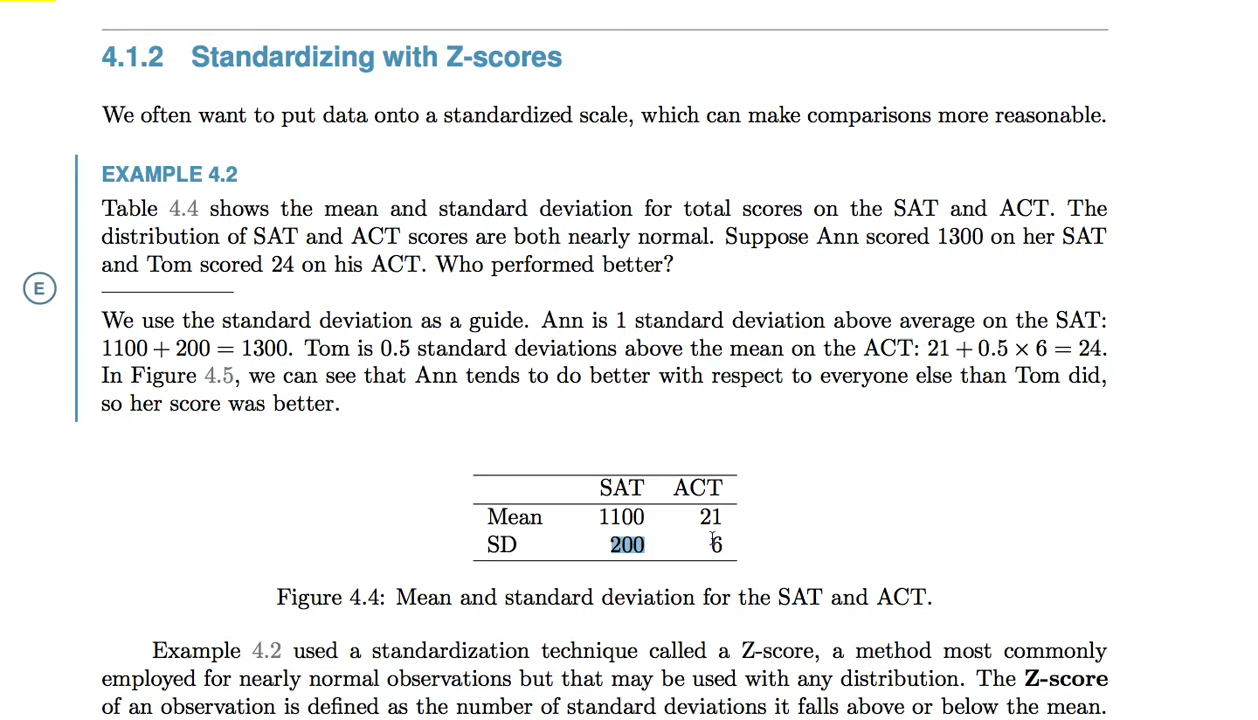 4.1.2 Standardizing with Z-scores
We often want to put data onto a standardized scale, which can make comparisons more reasonable.
EXAMPLE 4.2
Table 4.4 shows the mean and standard deviation for total scores on the SAT and ACT. The
distribution of SAT and ACT scores are both nearly normal. Suppose Ann scored 1300 on her SAT
and Tom scored 24 on his ACT. Who performed better?
E
We use the standard deviation as a guide. Ann is 1 standard deviation above average on the SAT:
1100 + 200 = 1300. Tom is 0.5 standard deviations above the mean on the ACT: 21 + 0.5 × 6 = 24.
In Figure 4.5, we can see that Ann tends to do better with respect to everyone else than Tom did,
so her score was better.
SAT ACT
Mean 1100 21
SD 200 6
Figure 4.4: Mean and standard deviation for the SAT and ACT.
Example 4.2 used a standardization technique called a Z-score, a method most commonly
employed for nearly normal observations but that may be used with any distribution. The Z-score
of an observation is defined as the number of standard deviations it falls above or below the mean.